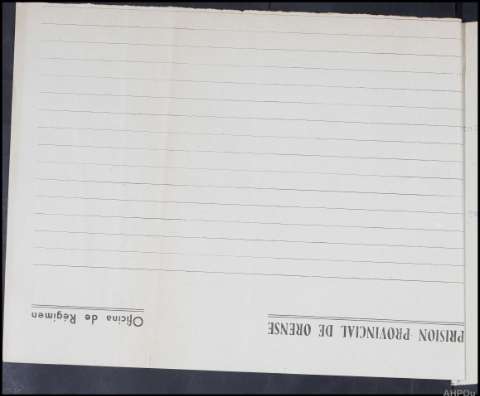 PRISION PROVINCIAL DE ORENSE
Oficina de Régimen
AHPOu